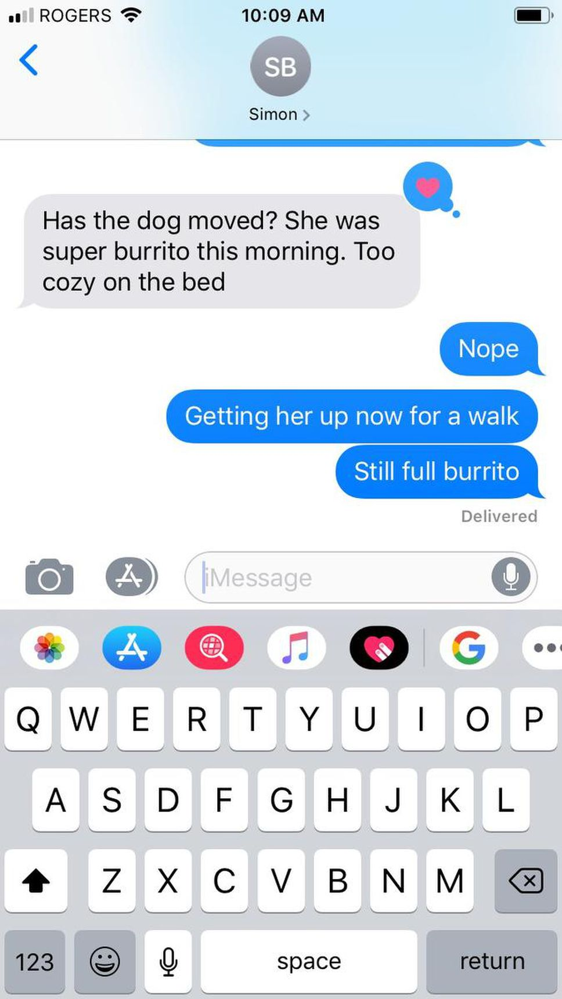 ROGERS 10:09 AM
SB
Simon
Has the dog moved? She was
super burrito this morning. Too
cozy on the bed
Nope
Getting her up now for a walk
Still full burrito
Delivered
iMessage
G
Q W E R T Y U I O P
A S D F G H J K L
Z X C V B N M
123 space return